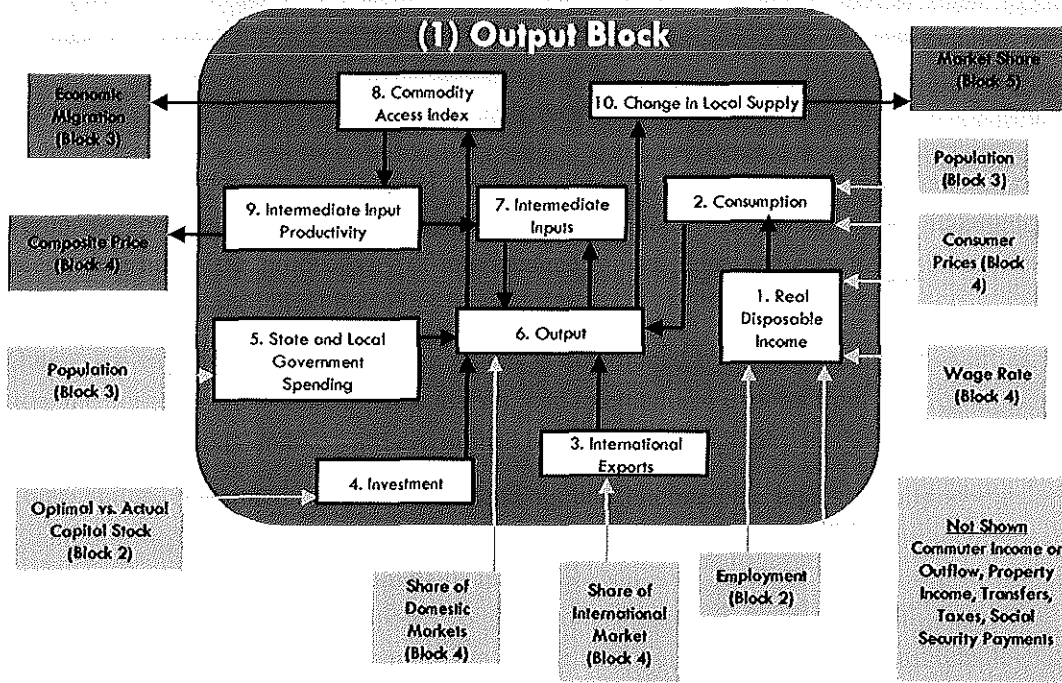 (1) Output Block
Economic
Migration
(Block 3)
8. Commodity
Access Index
10. Change in Local Supply
Market Share
(Block 5)
Population
(Block 3)
9. Intermediate Input
Productivity
7. Intermediate
Inputs
2. Consumption
Composite Price
(Block 4)
Consumer
Prices (Block
4)
1. Real
Disposable
Income
5. State and Local
Government
Spending
6. Output
Population
(Block 3)
Wage Rate
(Block 4)
3. International
Exports
4. Investment
Optimal vs. Actual
Capital Stock
(Block 2)
Share of
Domestic
Markets
(Block 4)
Share of
International
Market
(Block 4)
Employment
(Block 2)
Not Shown
Commuter Income or
Outflow, Property
Income, Transfers,
Taxes, Social
Security Payments